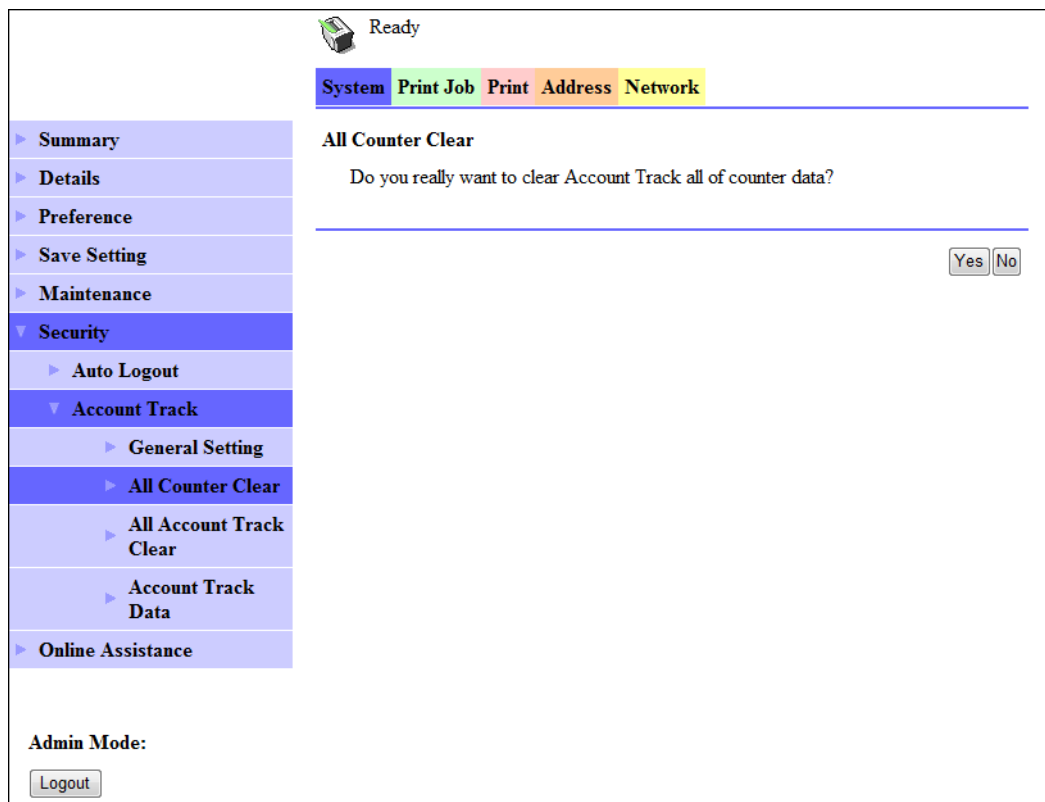 Ready
System Print Job Print Address Network
Summary
Details
Preference
Save Setting
Maintenance
Security
Auto Logout
Account Track
General Setting
All Counter Clear
All Account Track
Clear
Account Track
Data
Online Assistance
Admin Mode:
Logout
All Counter Clear
Do you really want to clear Account Track all of counter data?
Yes No